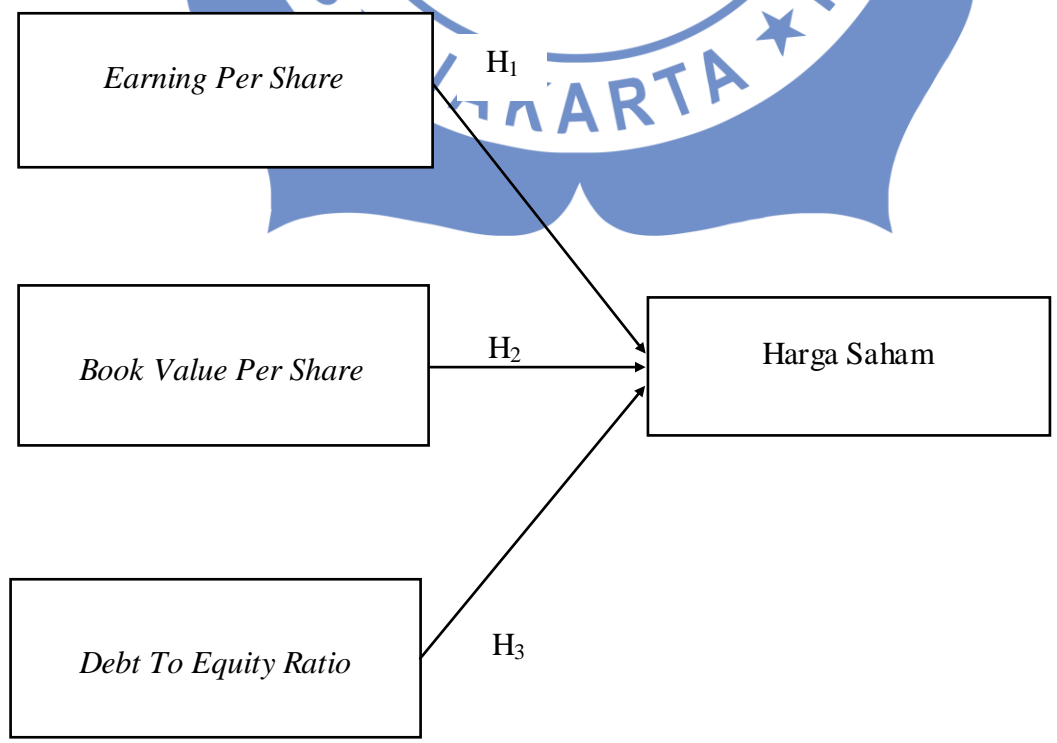 Earning Per Share
H₁
ARTA
Book Value Per Share
H₂
Harga Saham
Debt To Equity Ratio
H₃